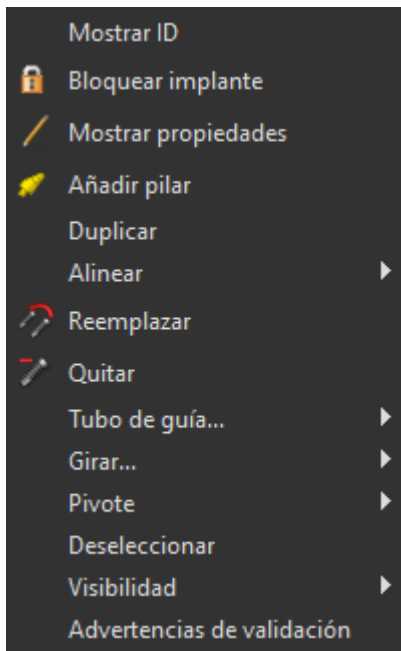 Mostrar ID
Bloquear implante
Mostrar propiedades
Añadir pilar
Duplicar
Alinear
Reemplazar
Quitar
Tubo de guía...
Girar...
Pivote
Deseleccionar
Visibilidad
Advertencias de validación